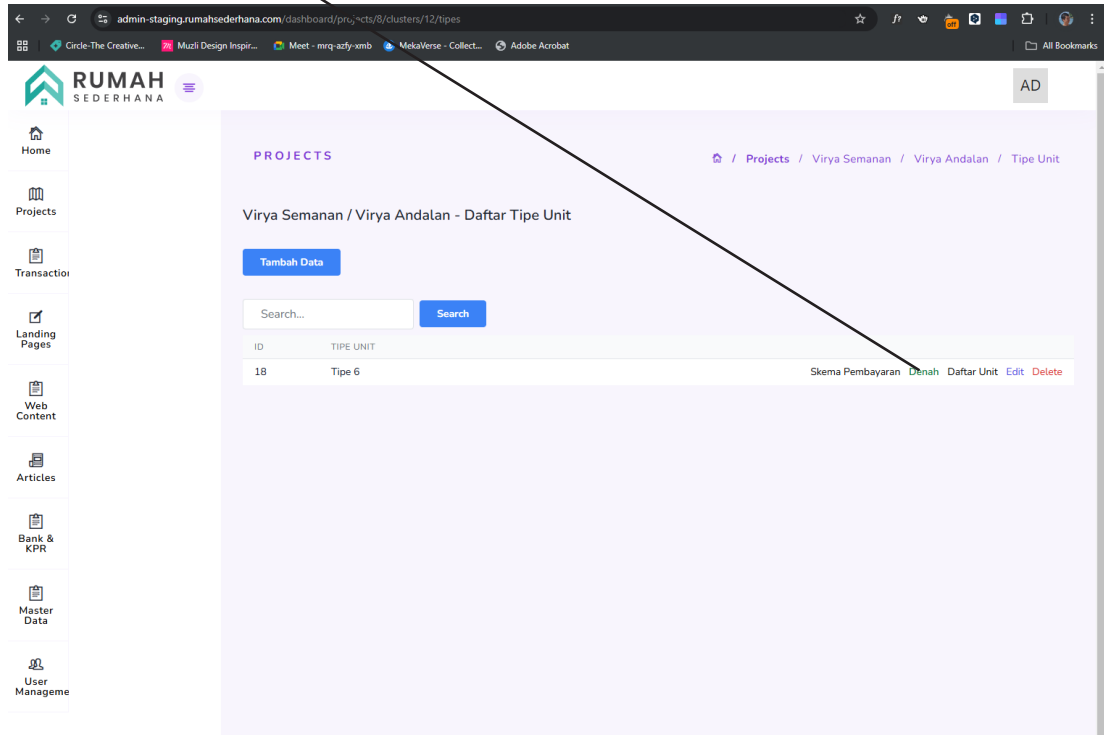 admin-staging.rumahsederhana.com/dashboard/projects/8/clusters/12/tipes
off
Circle-The Creative... Muzli Design Inspir... Meet - mrq-azfy-xmb MekaVerse - Collect... Adobe Acrobat All Bookmarks
RUMAH
SEDERHANA
AD
Home
Projects
Transaction
Landing
Pages
Web
Content
Articles
Bank &
KPR
Master
Data
User
Manageme
PROJECTS
/ Projects / Virya Semanan / Virya Andalan / Tipe Unit
Virya Semanan / Virya Andalan - Daftar Tipe Unit
Tambah Data
Search... Search
ID TIPE UNIT
18 Tipe 6 Skema Pembayaran Denah Daftar Unit Edit Delete